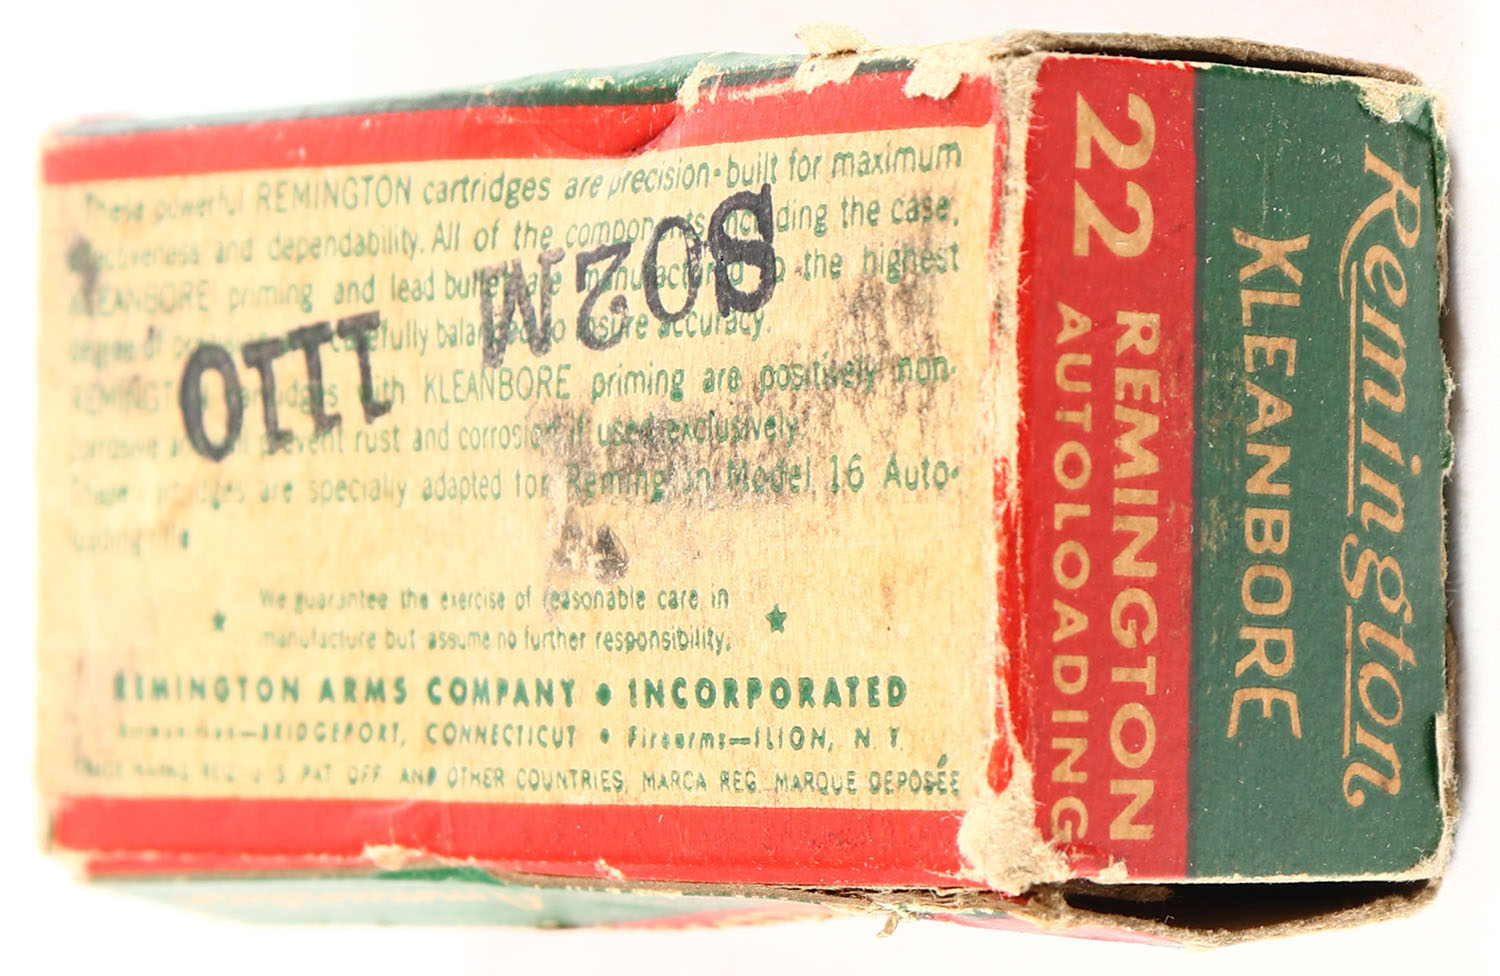 These powerful REMINGTON cartridges are precision-built for maximum
effectiveness and dependability. All of the components including the case,
KLEANBORE priming and lead bullet are manufactured to the highest
degree of carefully balanced to insure accuracy.
REMINGTON cartridges with KLEANBORE priming are positively non-
corrosive and will prevent rust and corrosion if used exclusively.
These cartridges are specially adapted for Remington Model 16 Auto-
loading rifle
We guarantee the exercise of reasonable care in
manufacture but assume no further responsibility.
REMINGTON ARMS COMPANY • INCORPORATED
Ammunition—BRIDGEPORT, CONNECTICUT • Firearms—ILION, N.Y.
TRADE MARKS REG. U.S. PAT. OFF. AND OTHER COUNTRIES, MARCA REG. MARQUE DEPOSÉE
SO2M
1110
Remington
KLEANBORE
22 REMINGTON
AUTOLOADING